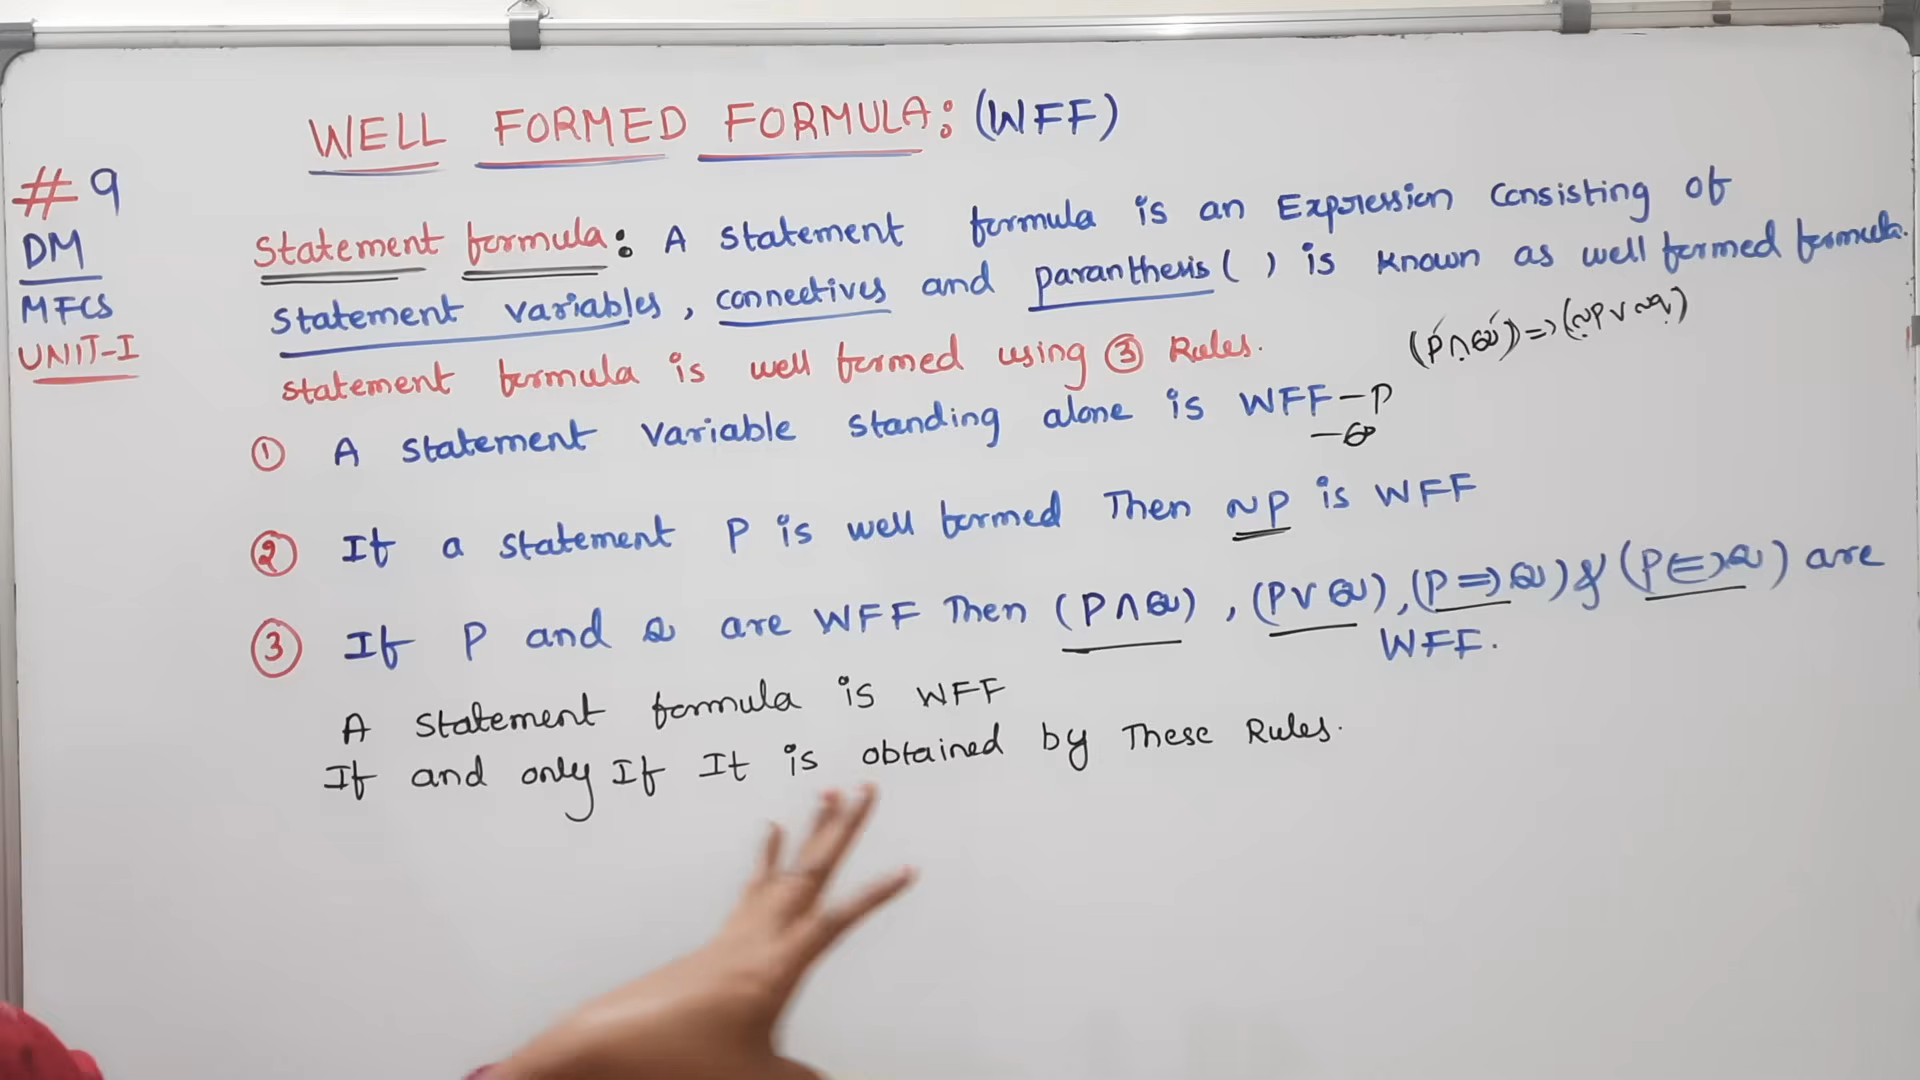 WELL FORMED FORMULA: (WFF)
# 9
DM
MFCS
UNIT-I
Statement formula: A statement formula is an Expression Consisting of
Statement variables, connectives and paranthesis ( ) is known as well formed formula.
(P∧Q) => (~P∨~q)
statement formula is well formed using ③ Rules.
① A statement variable standing alone is WFF - P
- Q
② If a statement P is well formed Then ~P is WFF
③ If P and Q are WFF Then (P∧Q), (P∨Q), (P=>Q) & (P<=>Q) are
WFF.
A statement formula is WFF
If and only If It is obtained by These Rules.